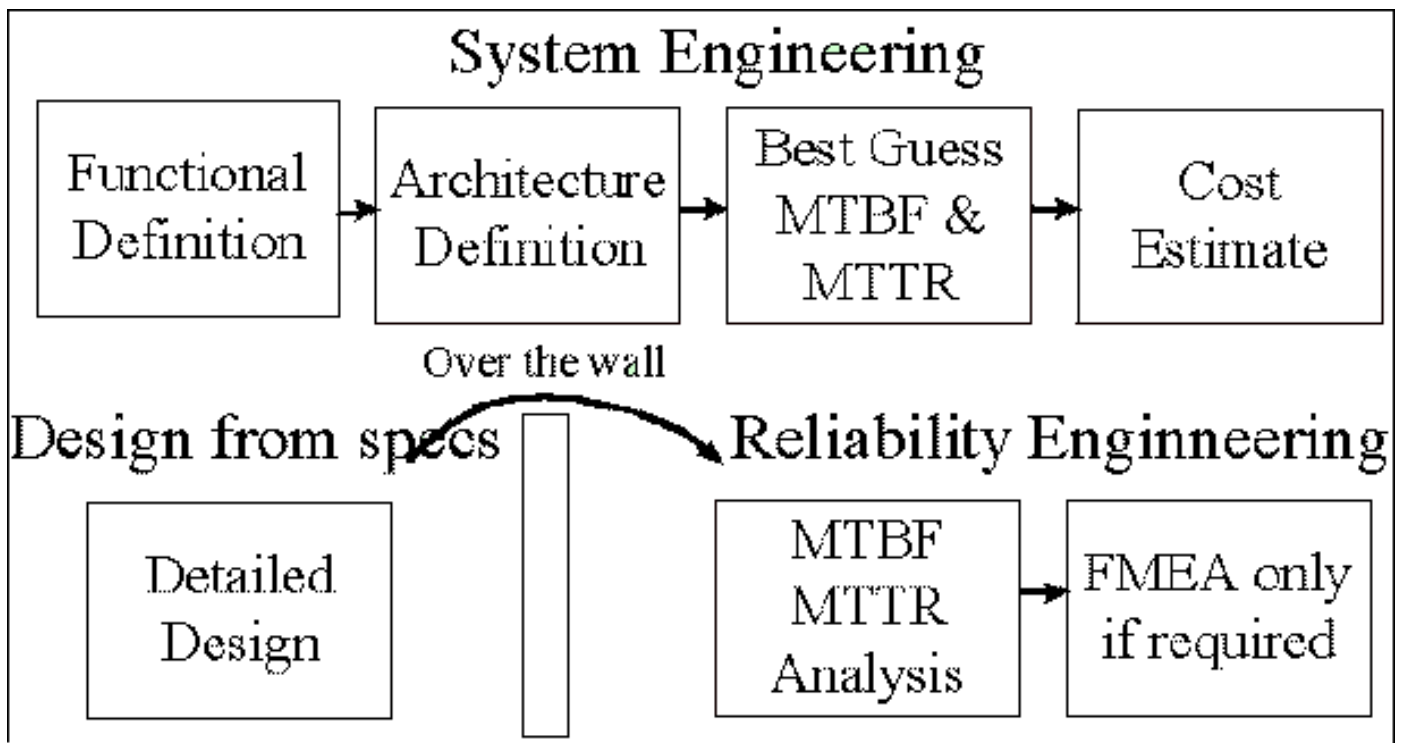 System Engineering
Functional
Definition
Architecture
Definition
Best Guess
MTBF &
MTTR
Cost
Estimate
Over the wall
Design from specs
Reliability Enginneering
Detailed
Design
MTBF
MTTR
Analysis
FMEA only
if required